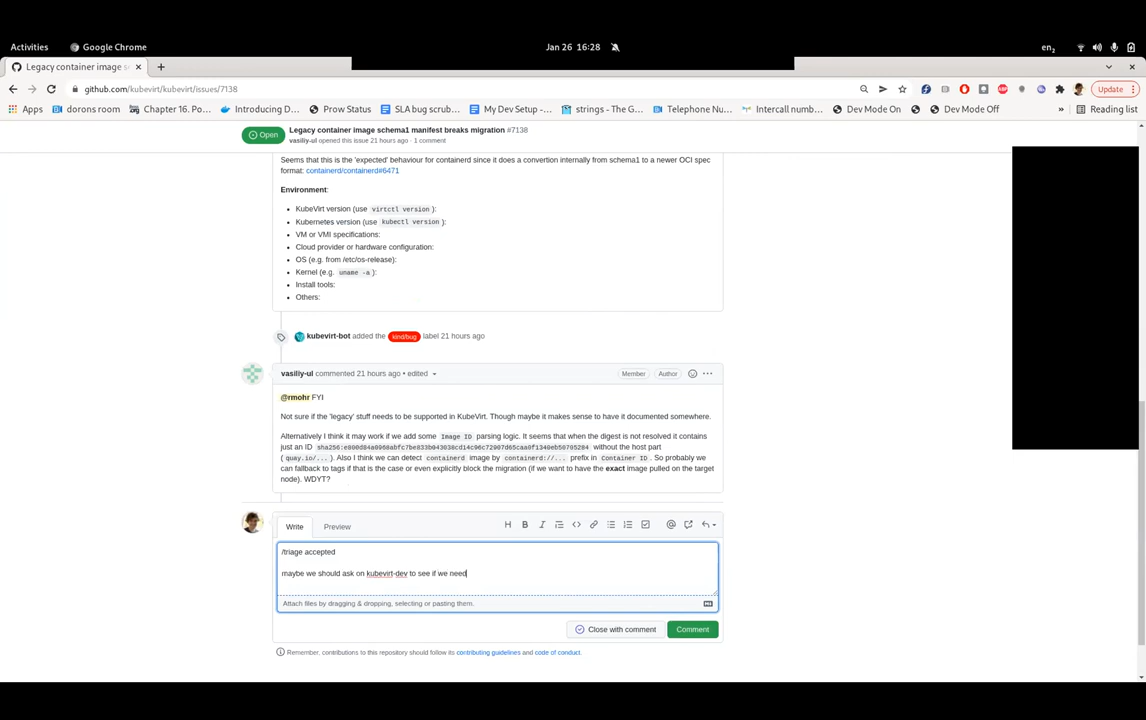 Activities
Google Chrome
Jan 26 16:28
en2
Legacy container image s
Update
github.com/kubevirt/kubevirt/issues/7138
Apps
dorons room
Chapter 16. Po...
Introducing D...
Prow Status
SLA bug scrub...
My Dev Setup -...
strings - The G...
Telephone Nu...
Intercall numb...
Dev Mode On
Dev Mode Off
»
Reading list
Open
Legacy container image schema1 manifest breaks migration #7138
vasiliy-ul opened this issue 21 hours ago · 1 comment
Seems that this is the 'expected' behaviour for containerd since it does a convertion internally from schema1 to a newer OCI spec
format: containerd/containerd#6471
Environment:
• KubeVirt version (use virtctl version):
• Kubernetes version (use kubectl version):
• VM or VMI specifications:
• Cloud provider or hardware configuration:
• OS (e.g. from /etc/os-release):
• Kernel (e.g. uname -a):
• Install tools:
• Others:
kubevirt-bot added the kind/bug label 21 hours ago
vasiliy-ul commented 21 hours ago • edited
Member
Author
@rmohr FYI
Not sure if the 'legacy' stuff needs to be supported in KubeVirt. Though maybe it makes sense to have it documented somewhere.
Alternatively I think it may work if we add some Image ID parsing logic. It seems that when the digest is not resolved it contains
just an ID without the host part
( quay.io/... ). Also I think we can detect containerd image by containerd://... prefix in Container ID . So probably we
can fallback to tags if that is the case or even explicitly block the migration (if we want to have the exact image pulled on the target
node). WDYT?
Write
Preview
/triage accepted
maybe we should ask on kubevirt-dev to see if we need
Attach files by dragging & dropping, selecting or pasting them.
Close with comment
Comment
Remember, contributions to this repository should follow its contributing guidelines and code of conduct.